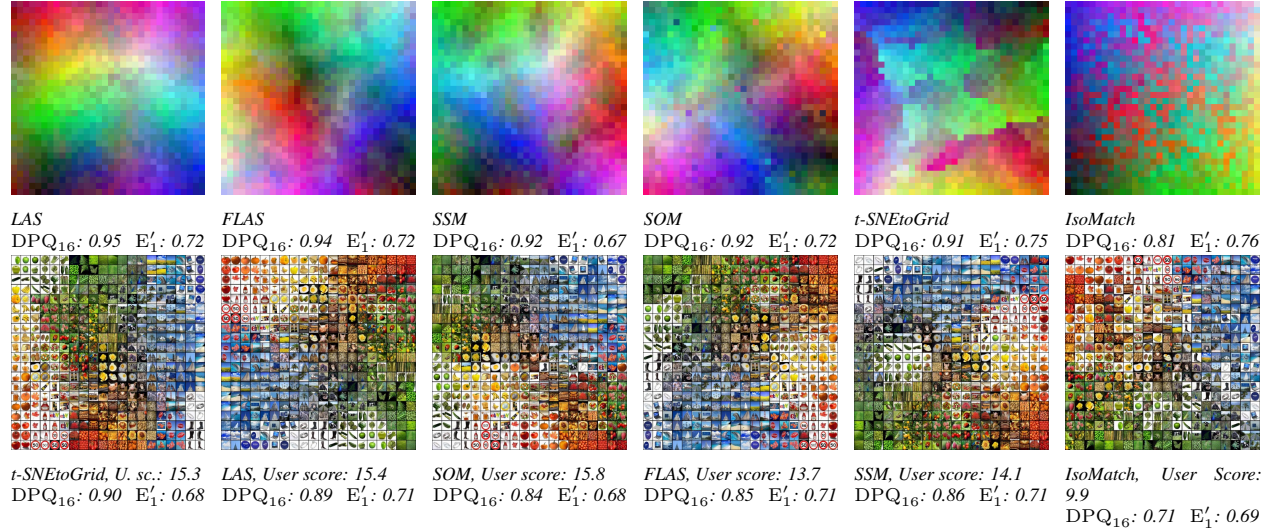 LAS
DPQ₁₆: 0.95 E′₁: 0.72
FLAS
DPQ₁₆: 0.94 E′₁: 0.72
SSM
DPQ₁₆: 0.92 E′₁: 0.67
SOM
DPQ₁₆: 0.92 E′₁: 0.72
t-SNEtoGrid
DPQ₁₆: 0.91 E′₁: 0.75
IsoMatch
DPQ₁₆: 0.81 E′₁: 0.76
t-SNEtoGrid, U. sc.: 15.3
DPQ₁₆: 0.90 E′₁: 0.68
LAS, User score: 15.4
DPQ₁₆: 0.89 E′₁: 0.71
SOM, User score: 15.8
DPQ₁₆: 0.84 E′₁: 0.68
FLAS, User score: 13.7
DPQ₁₆: 0.85 E′₁: 0.71
SSM, User score: 14.1
DPQ₁₆: 0.86 E′₁: 0.71
IsoMatch, User Score:
9.9
DPQ₁₆: 0.71 E′₁: 0.69